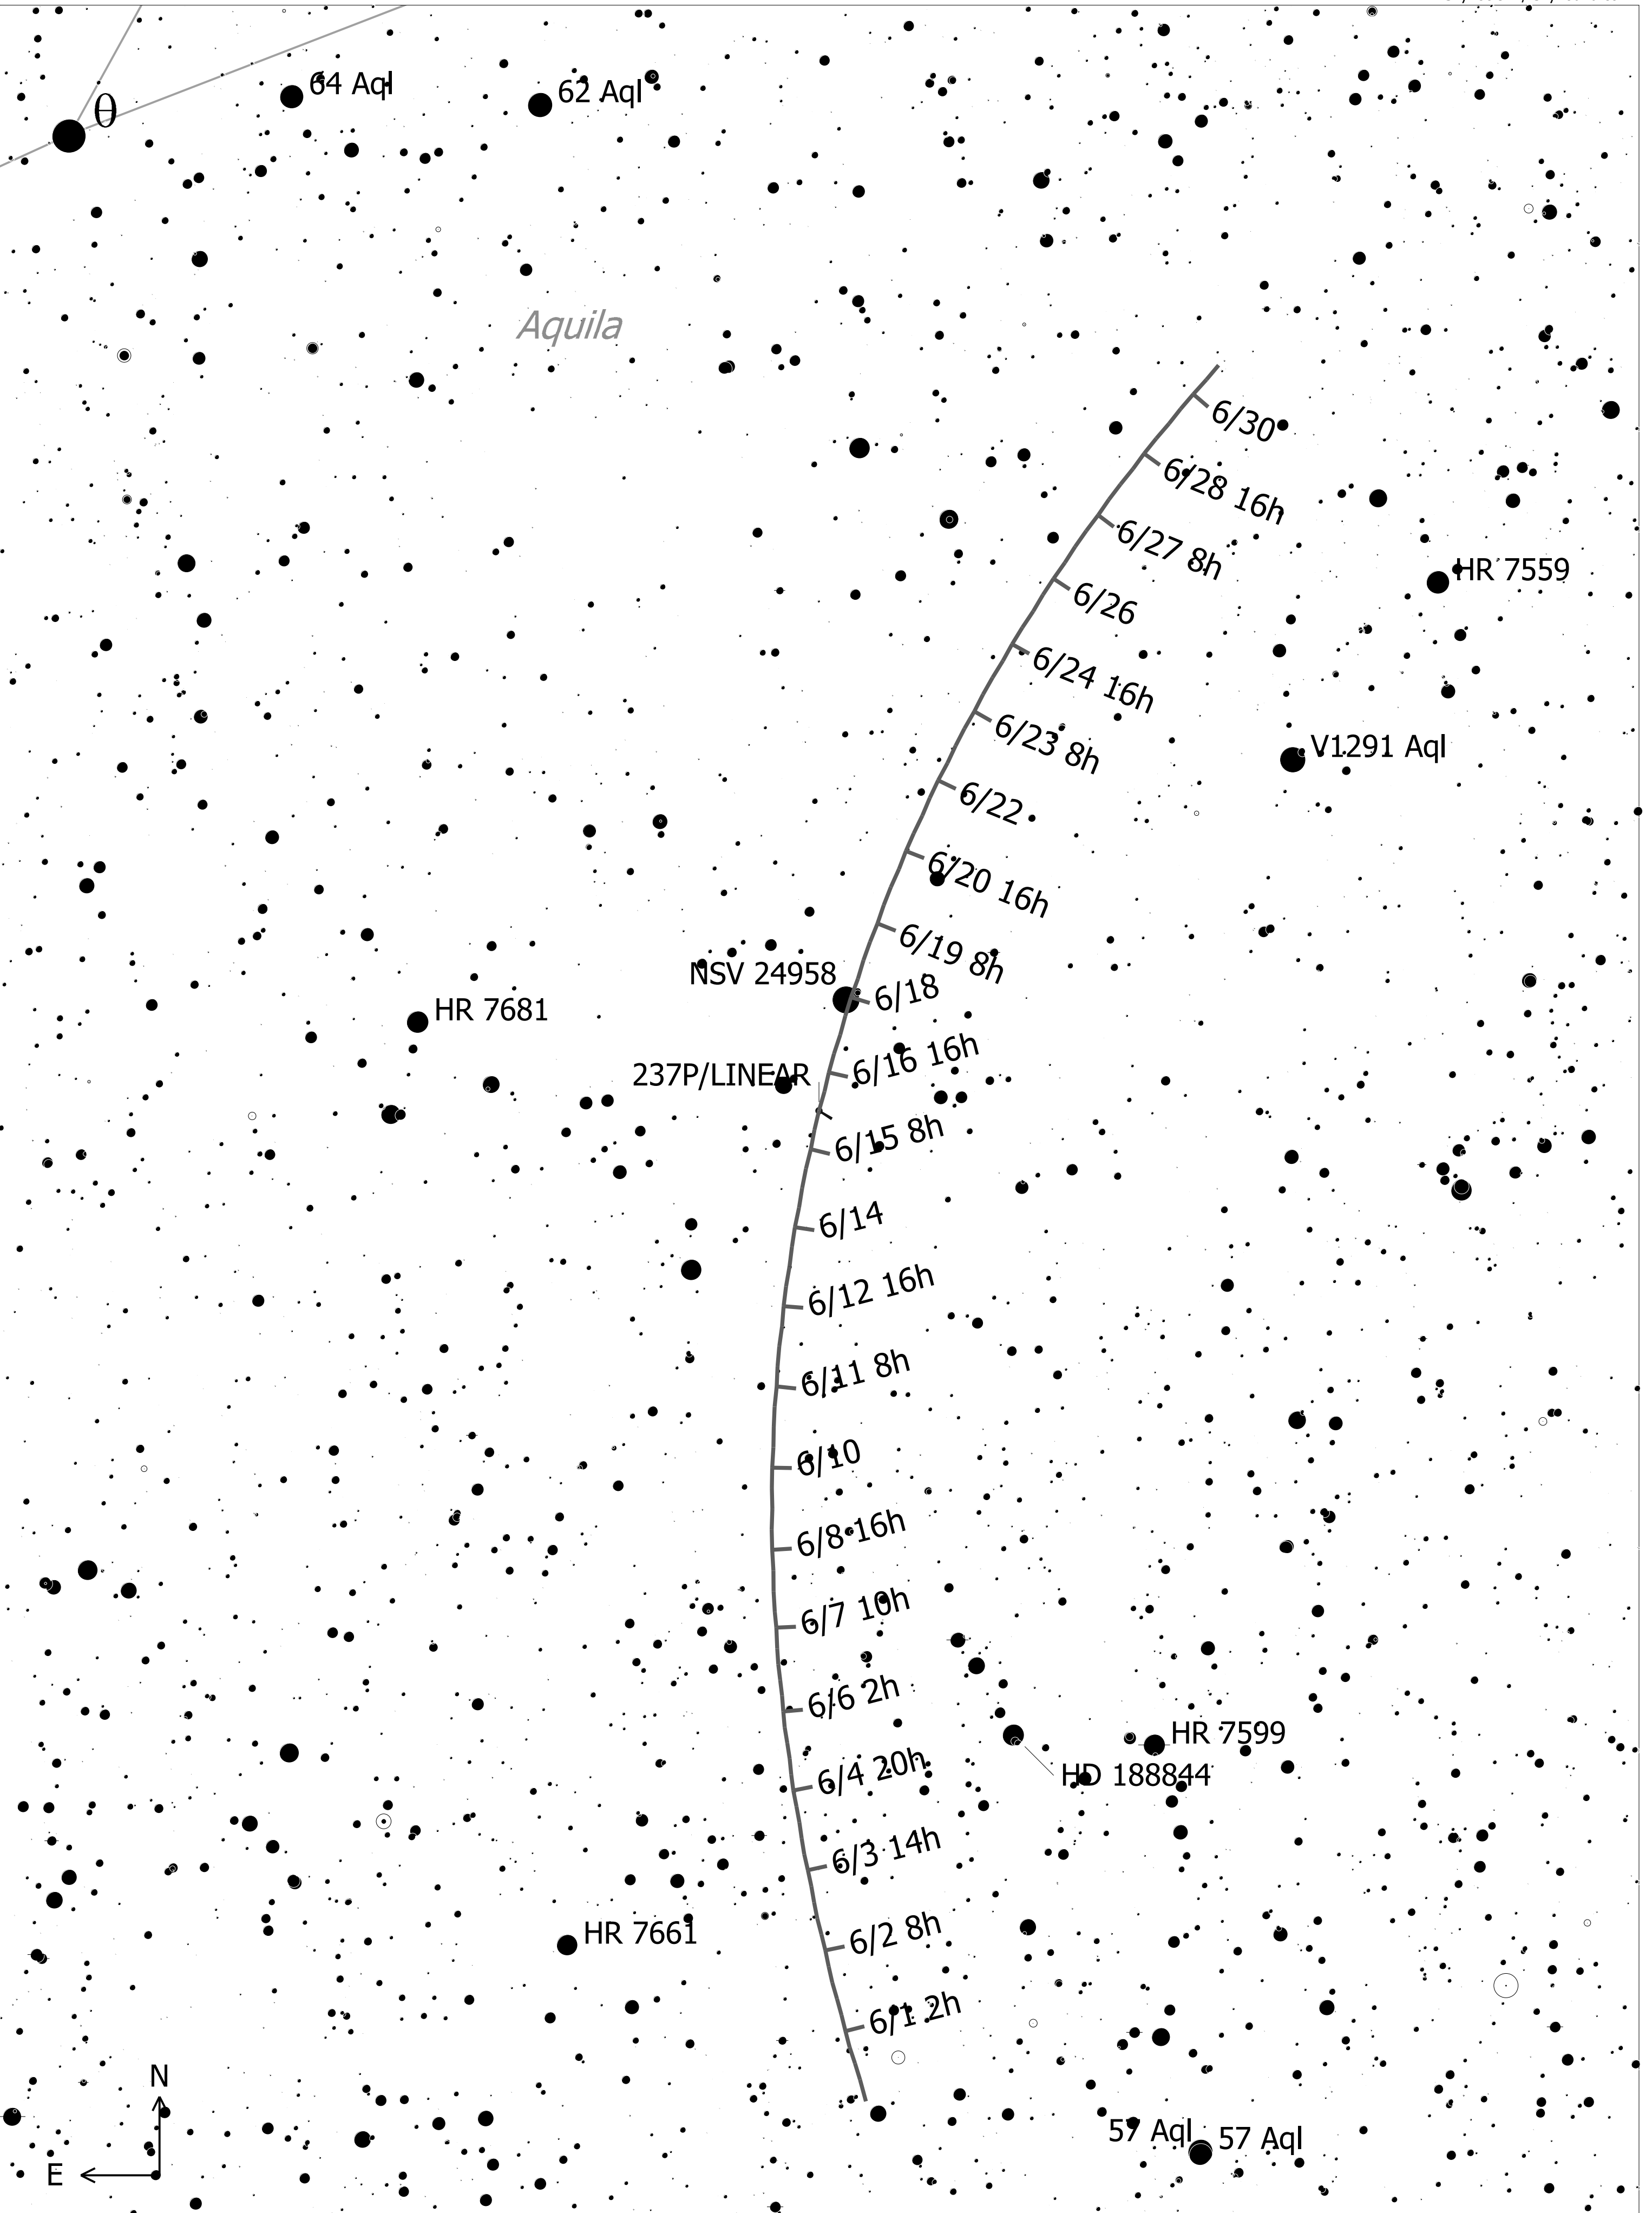 64 Aql
62 Aql
θ
Aquila
6/30
6/28 16h
6/27 8h
HR 7559
6/26
6/24 16h
6/23 8h
V1291 Aql
6/22
6/20 16h
6/19 8h
NSV 24958
6/18
HR 7681
6/16 16h
237P/LINEAR
6/15 8h
6/14
6/12 16h
6/11 8h
6/10
6/8 16h
6/7 10h
6/6 2h
HR 7599
6/4 20h
HD 188844
6/3 14h
HR 7661
6/2 8h
6/1 2h
N
57 Aql
57 Aql
E